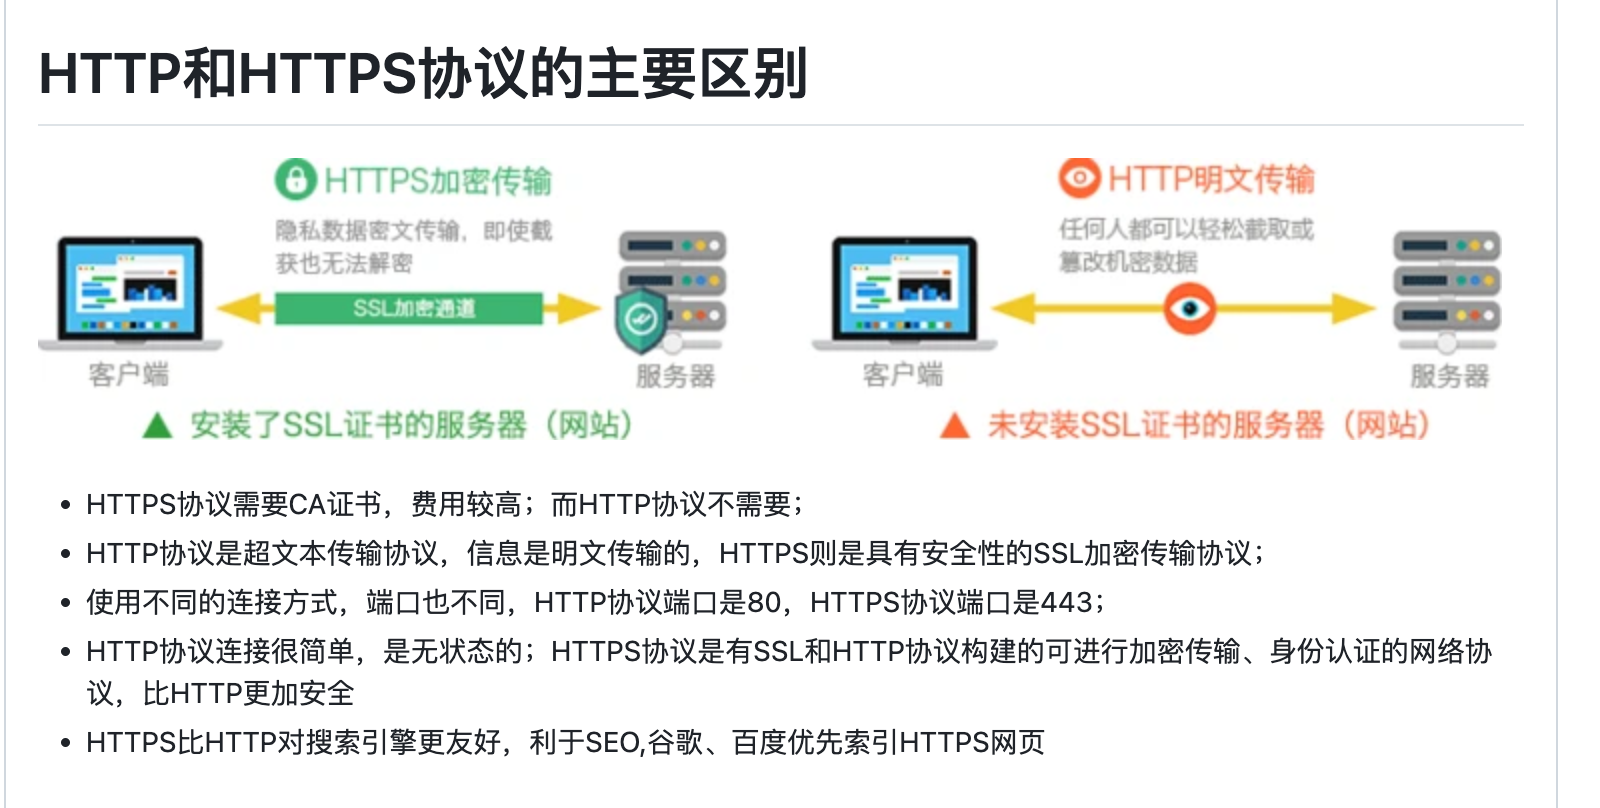 HTTP和HTTPS协议的主要区别
HTTPS加密传输
隐私数据密文传输，即使截
获也无法解密
SSL加密通道
客户端
服务器
▲ 安装了SSL证书的服务器（网站）
HTTP明文传输
任何人都可以轻松截取或
篡改机密数据
客户端
服务器
▲ 未安装SSL证书的服务器（网站）
• HTTPS协议需要CA证书，费用较高；而HTTP协议不需要；
• HTTP协议是超文本传输协议，信息是明文传输的，HTTPS则是具有安全性的SSL加密传输协议；
• 使用不同的连接方式，端口也不同，HTTP协议端口是80，HTTPS协议端口是443；
• HTTP协议连接很简单，是无状态的；HTTPS协议是有SSL和HTTP协议构建的可进行加密传输、身份认证的网络协
议，比HTTP更加安全
• HTTPS比HTTP对搜索引擎更友好，利于SEO,谷歌、百度优先索引HTTPS网页